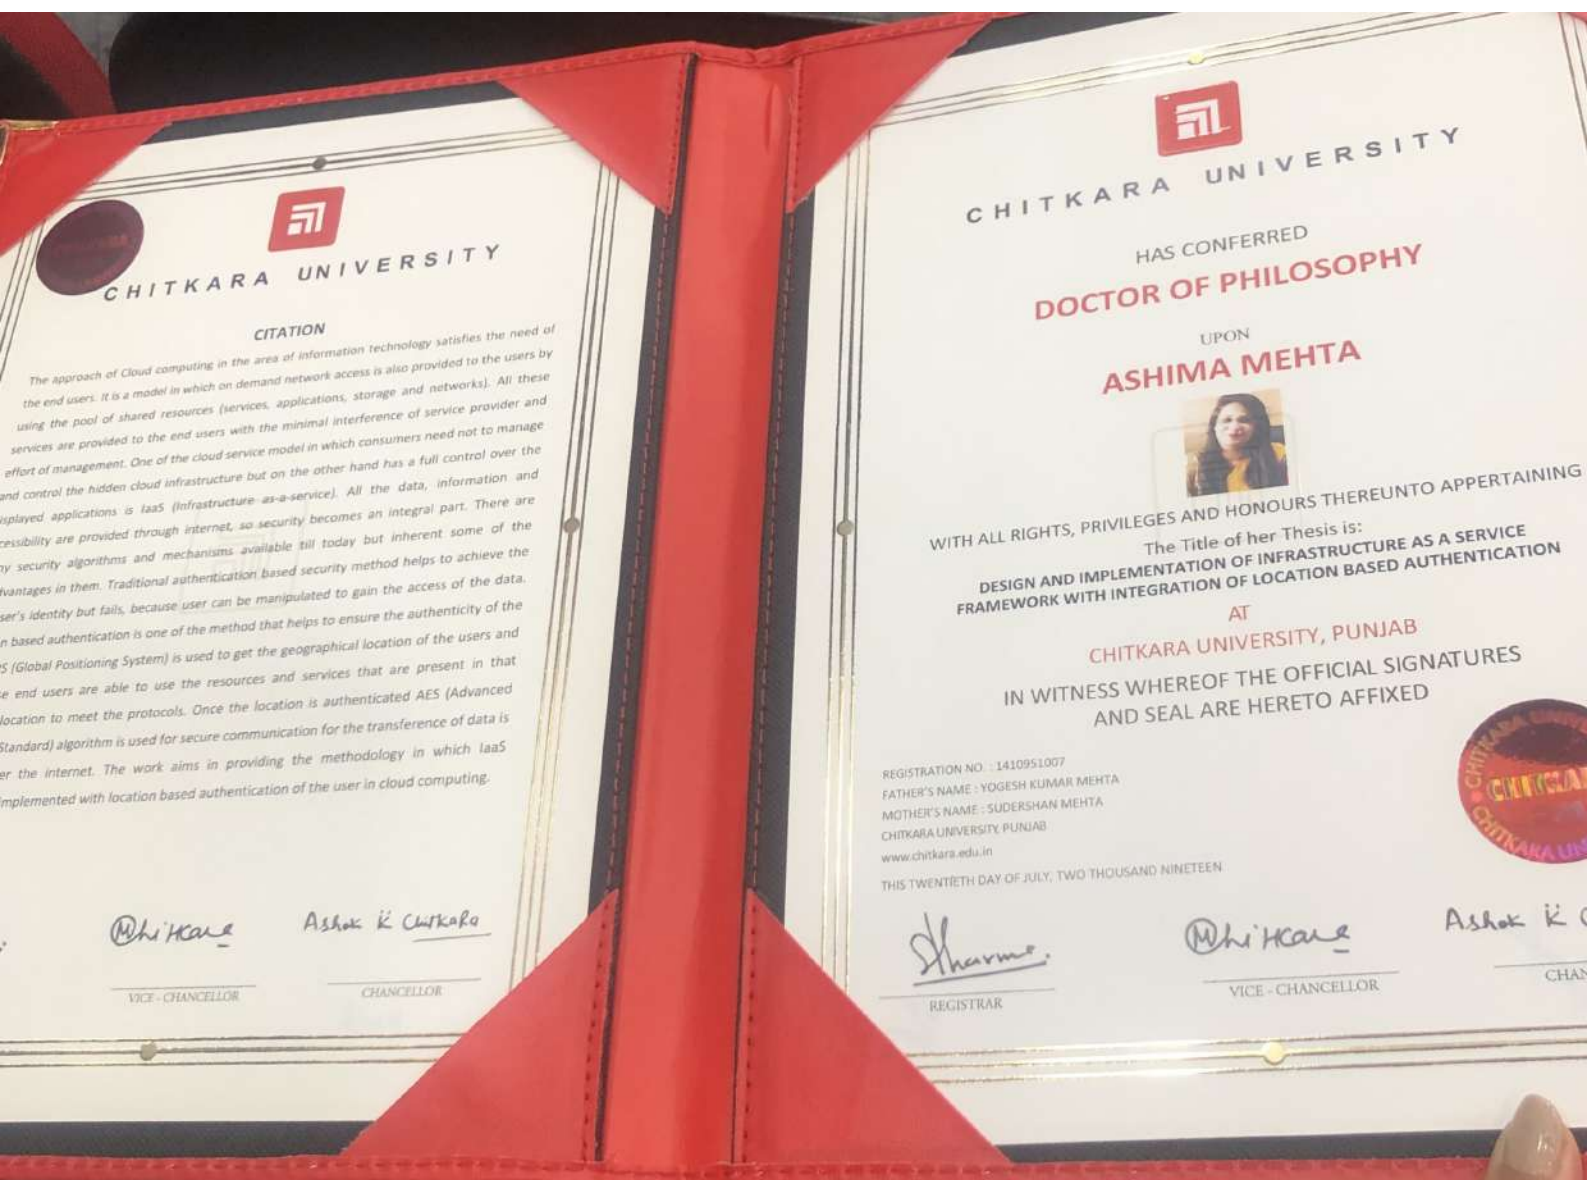 CHITKARA
CHITKARA UNIVERSITY
CITATION
The approach of Cloud computing in the area of information technology satisfies the need of
the end users. It is a model in which on demand network access is also provided to the users by
using the pool of shared resources (services, applications, storage and networks). All these
services are provided to the end users with the minimal interference of service provider and
effort of management. One of the cloud service model in which consumers need not to manage
and control the hidden cloud infrastructure but on the other hand has a full control over the
isplayed applications is IaaS (Infrastructure as-a-service). All the data, information and
cessibility are provided through internet, so security becomes an integral part. There are
ny security algorithms and mechanisms available till today but inherent some of the
dvantages in them. Traditional authentication based security method helps to achieve the
ser's identity but fails, because user can be manipulated to gain the access of the data.
n based authentication is one of the method that helps to ensure the authenticity of the
PS (Global Positioning System) is used to get the geographical location of the users and
se end users are able to use the resources and services that are present in that
location to meet the protocols. Once the location is authenticated AES (Advanced
Standard) algorithm is used for secure communication for the transference of data is
er the internet. The work aims in providing the methodology in which IaaS
implemented with location based authentication of the user in cloud computing.
Ashok K Chitkara
VICE - CHANCELLOR
CHANCELLOR
CHITKARA UNIVERSITY
HAS CONFERRED
DOCTOR OF PHILOSOPHY
UPON
ASHIMA MEHTA
WITH ALL RIGHTS, PRIVILEGES AND HONOURS THEREUNTO APPERTAINING
The Title of her Thesis is:
DESIGN AND IMPLEMENTATION OF INFRASTRUCTURE AS A SERVICE
FRAMEWORK WITH INTEGRATION OF LOCATION BASED AUTHENTICATION
AT
CHITKARA UNIVERSITY, PUNJAB
IN WITNESS WHEREOF THE OFFICIAL SIGNATURES
AND SEAL ARE HERETO AFFIXED
REGISTRATION NO. : 1410951007
FATHER'S NAME : YOGESH KUMAR MEHTA
MOTHER'S NAME : SUDERSHAN MEHTA
CHITKARA UNIVERSITY, PUNJAB
www.chitkara.edu.in
THIS TWENTIETH DAY OF JULY, TWO THOUSAND NINETEEN
CHITKARA UNIVER
CHITKA
CHITKARA UN
Ashok K C
REGISTRAR
VICE - CHANCELLOR
CHAN